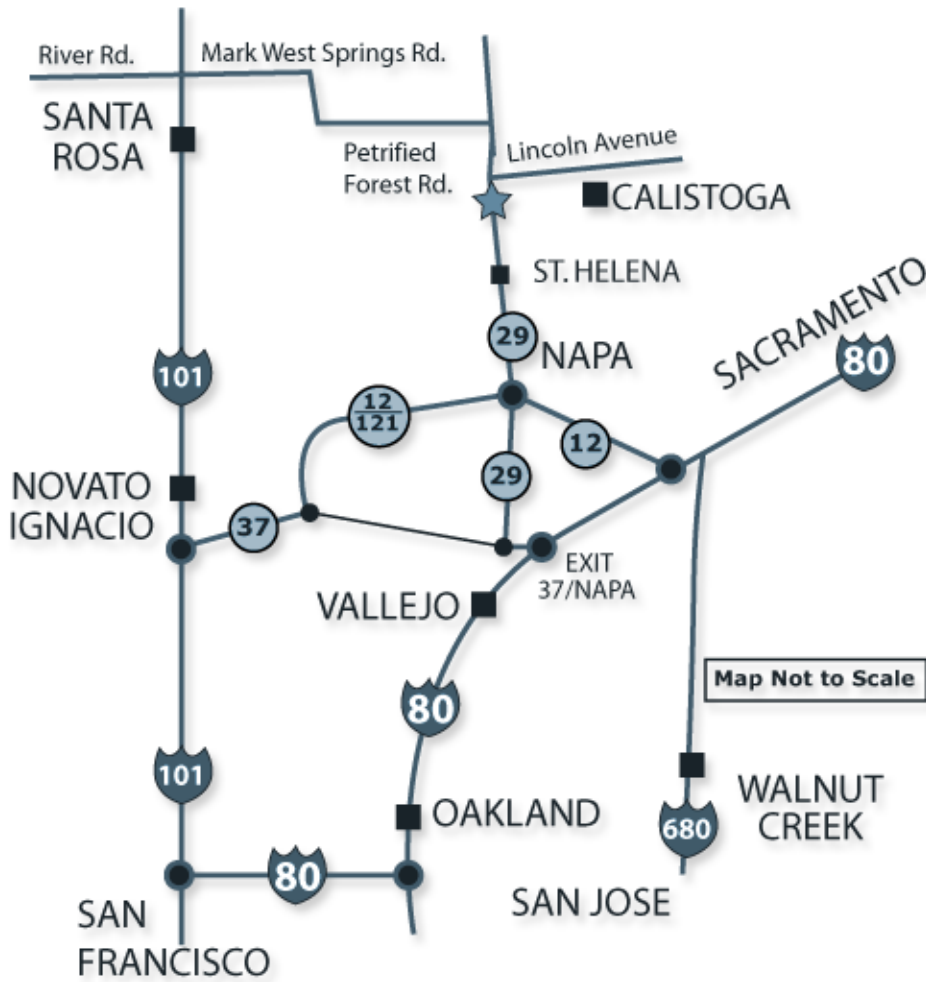 River Rd.
Mark West Springs Rd.
SANTA
ROSA
Petrified
Forest Rd.
Lincoln Avenue
CALISTOGA
ST. HELENA
29
NAPA
SACRAMENTO
80
101
12
121
12
29
NOVATO
IGNACIO
37
EXIT
37/NAPA
VALLEJO
80
Map Not to Scale
101
OAKLAND
WALNUT
CREEK
680
80
SAN JOSE
SAN
FRANCISCO